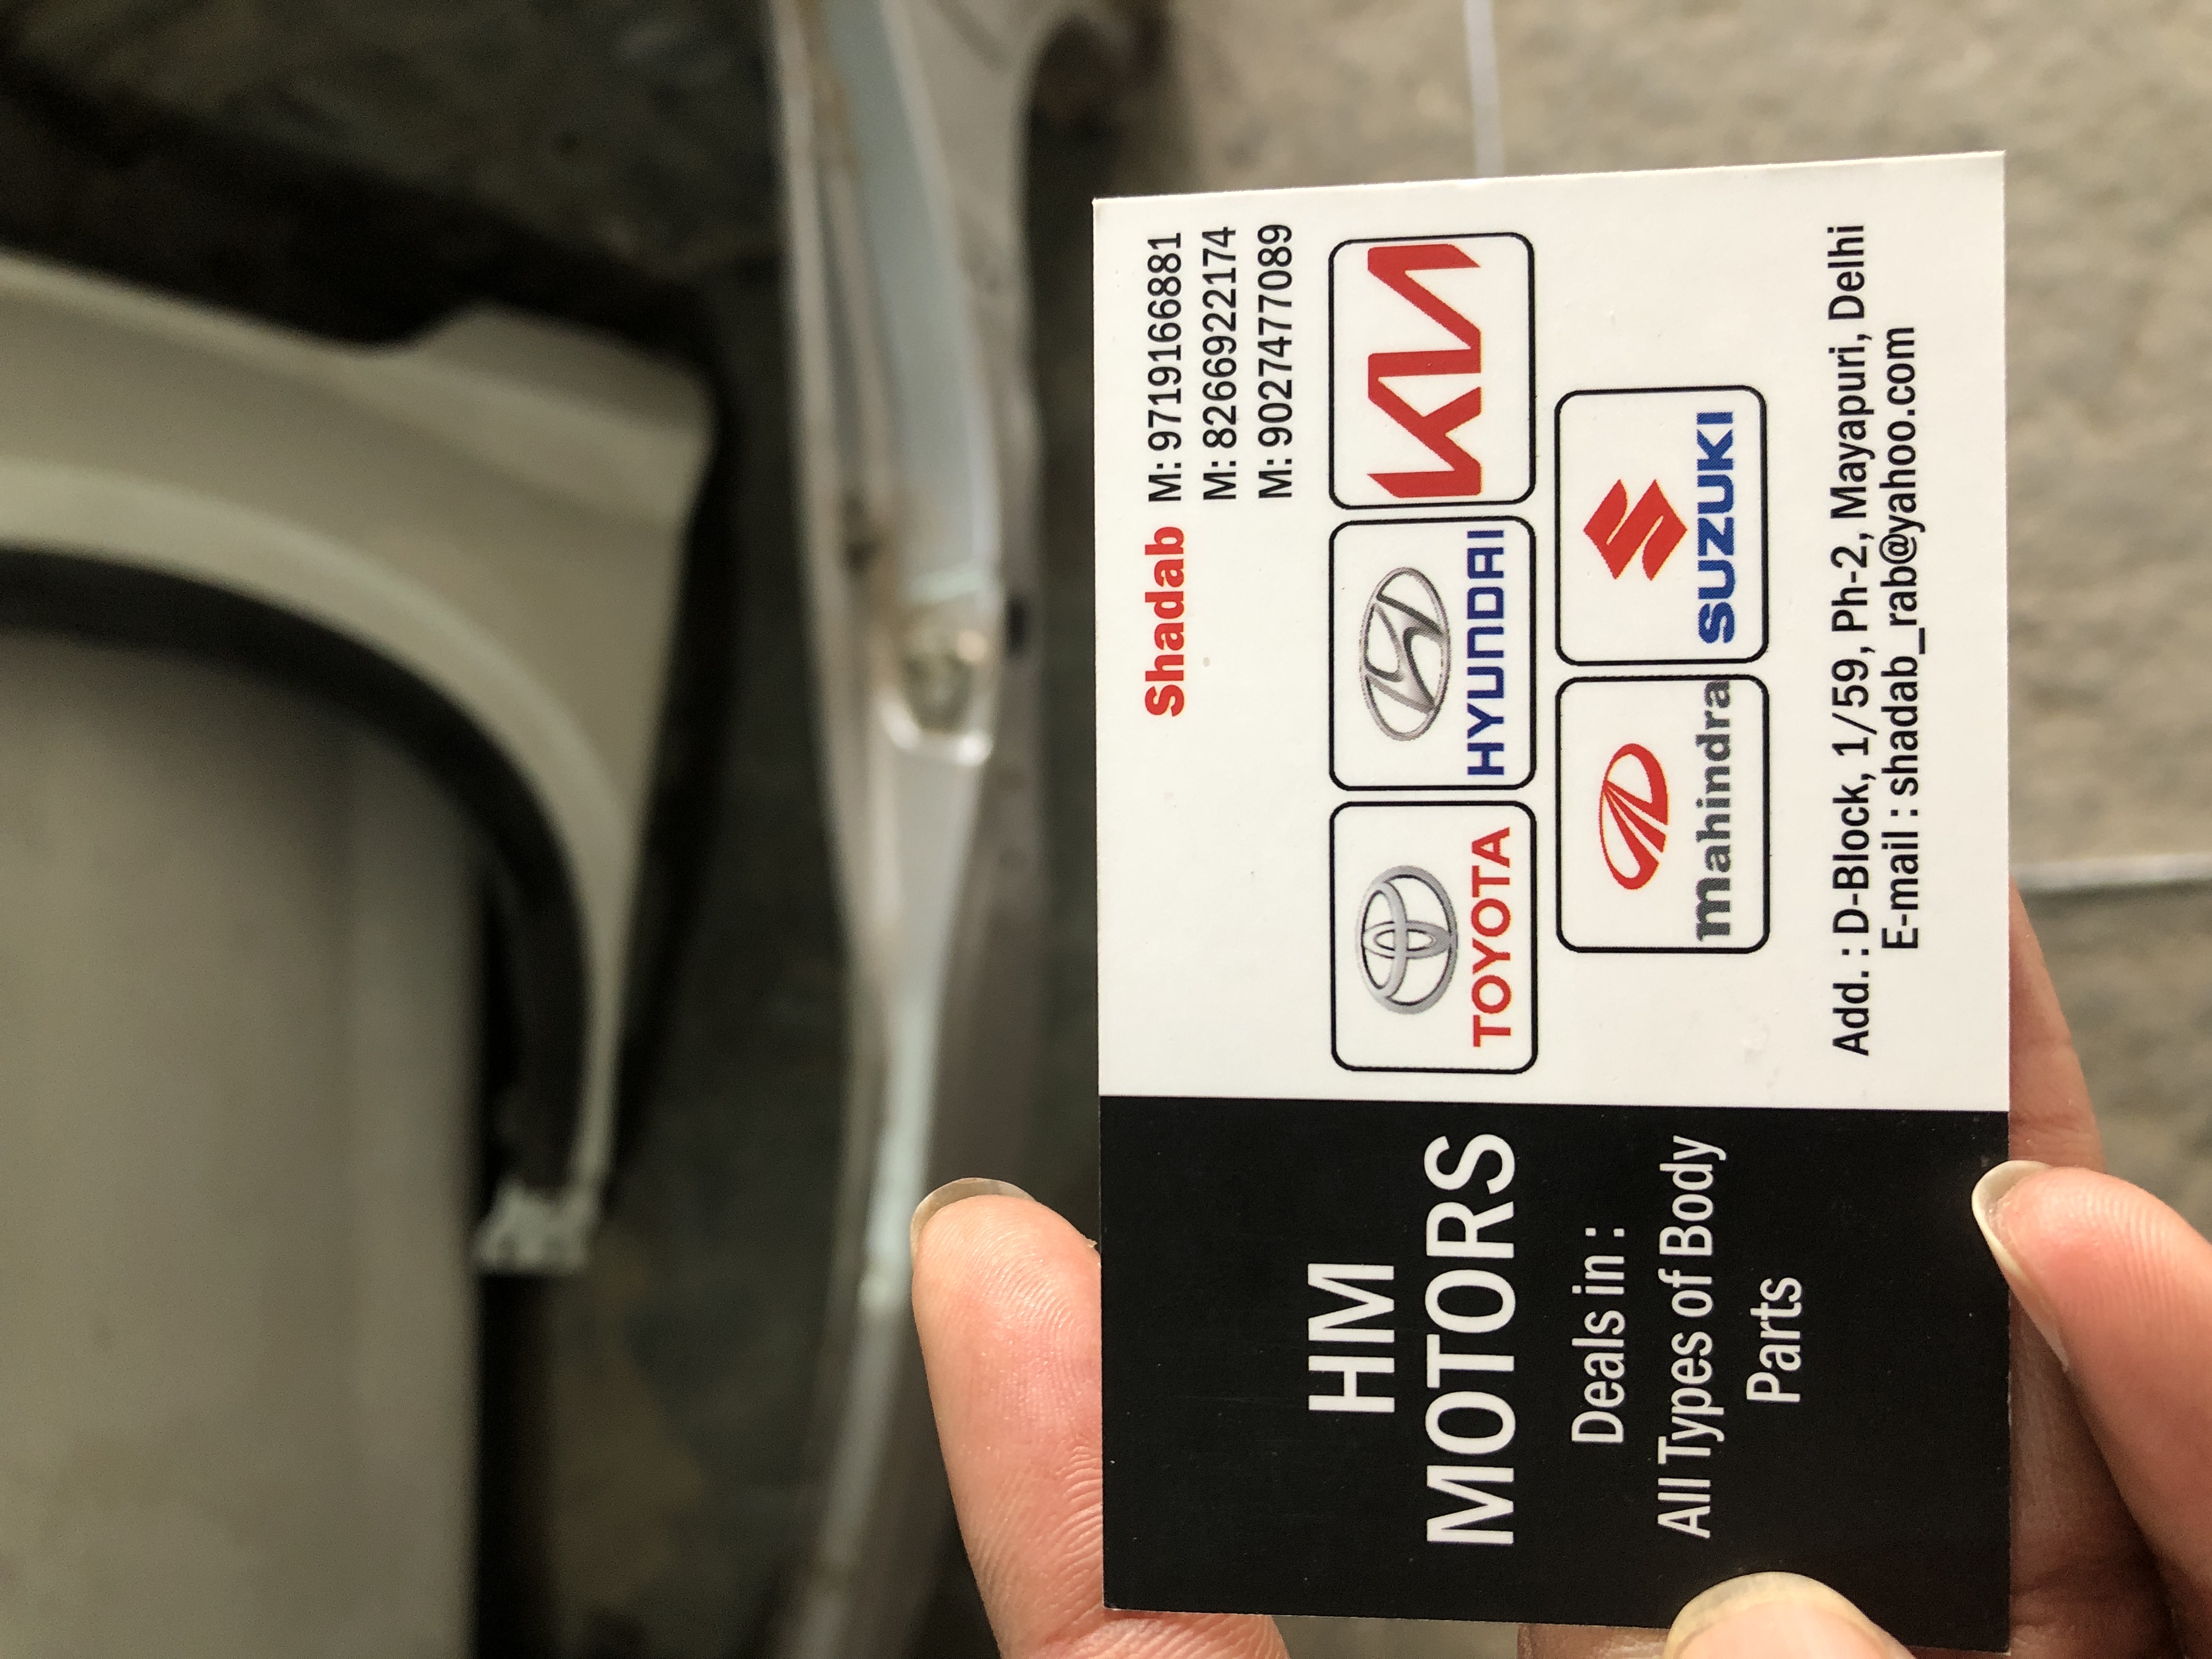 HM
MOTORS
Deals in :
All Types of Body
Parts
Shadab M: 9719166881
M: 8266922174
M: 9027477089
TOYOTA HYUNDAI KIA
mahindra SUZUKI
Add. : D-Block, 1/59, Ph-2, Mayapuri, Delhi
E-mail : shadab_rab@yahoo.com